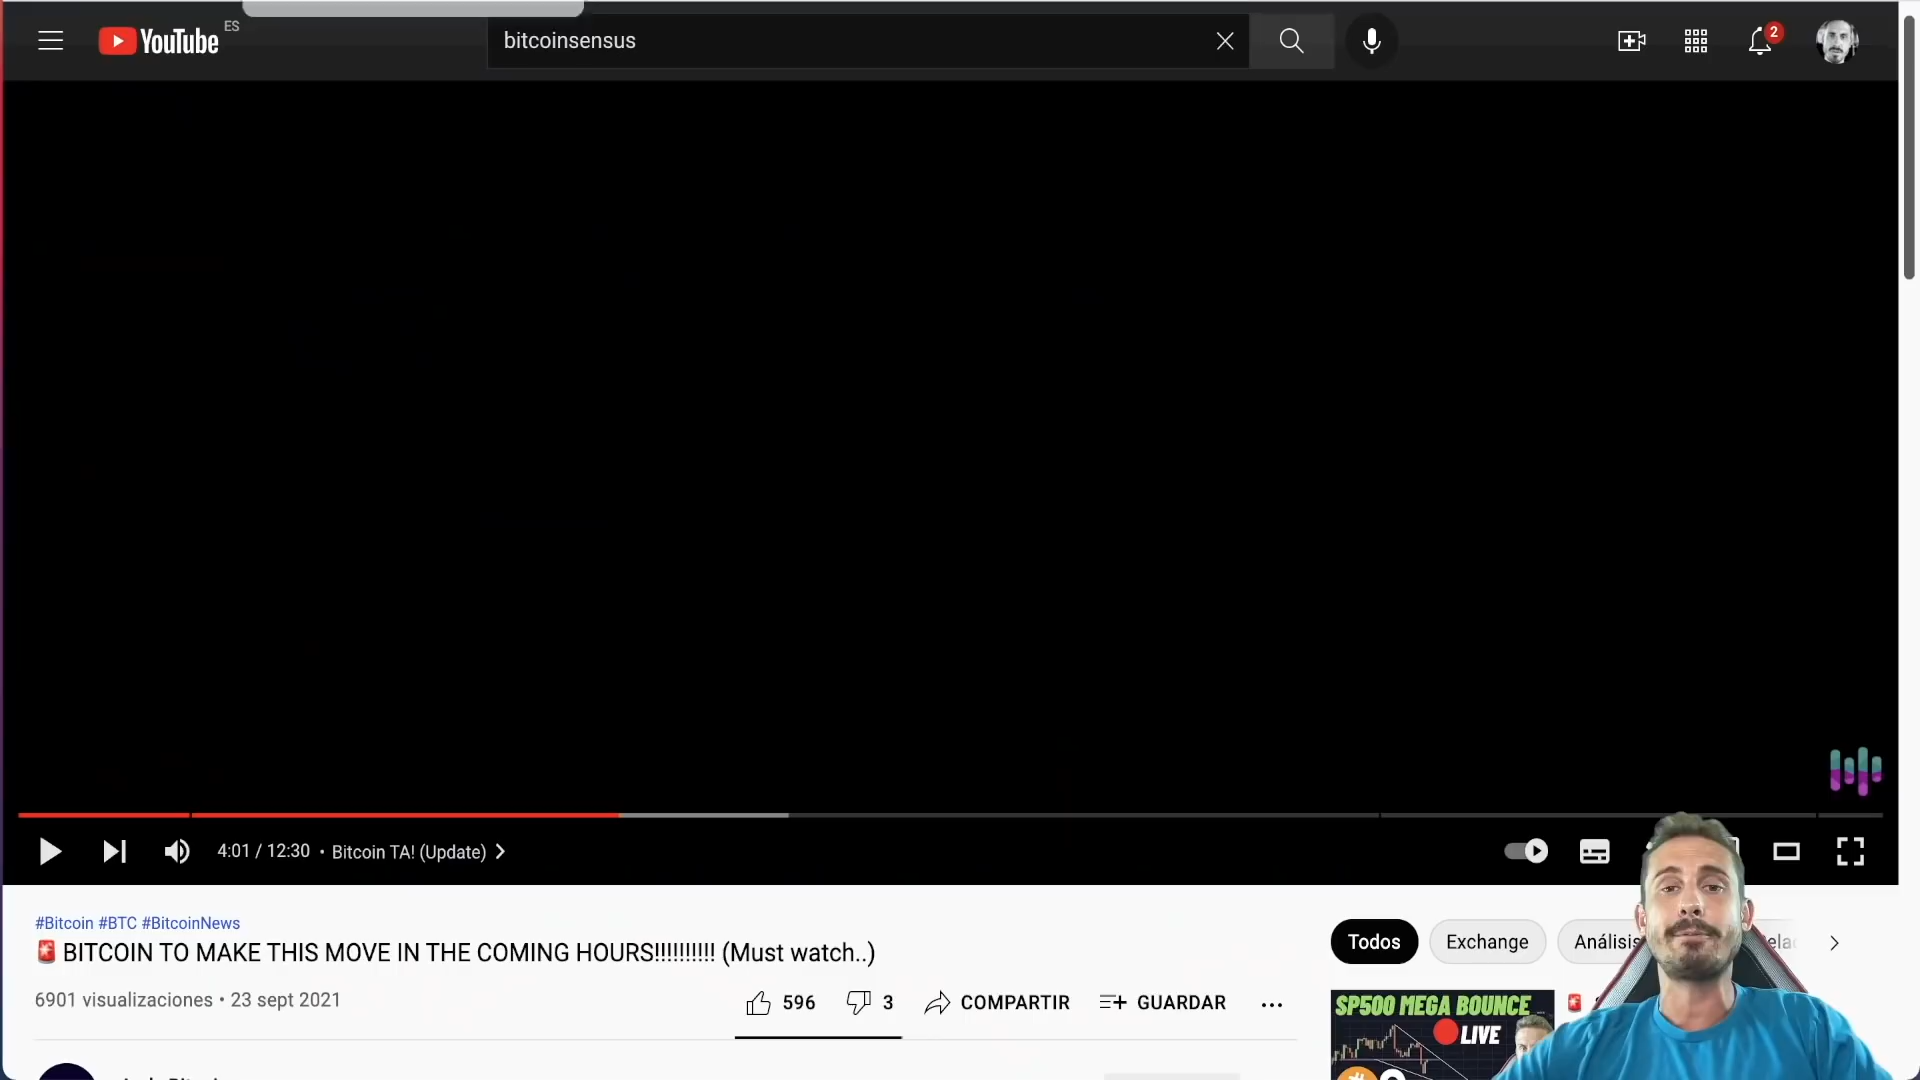 YouTube ES
bitcoinsensus
2
4:01 / 12:30 • Bitcoin TA! (Update)
#Bitcoin #BTC #BitcoinNews
🚨BITCOIN TO MAKE THIS MOVE IN THE COMING HOURS!!!!!!!!!! (Must watch..)
6901 visualizaciones • 23 sept 2021
596
3
COMPARTIR
GUARDAR
Todos
Exchange
Análisis
SP500 MEGA BOUNCE
LIVE